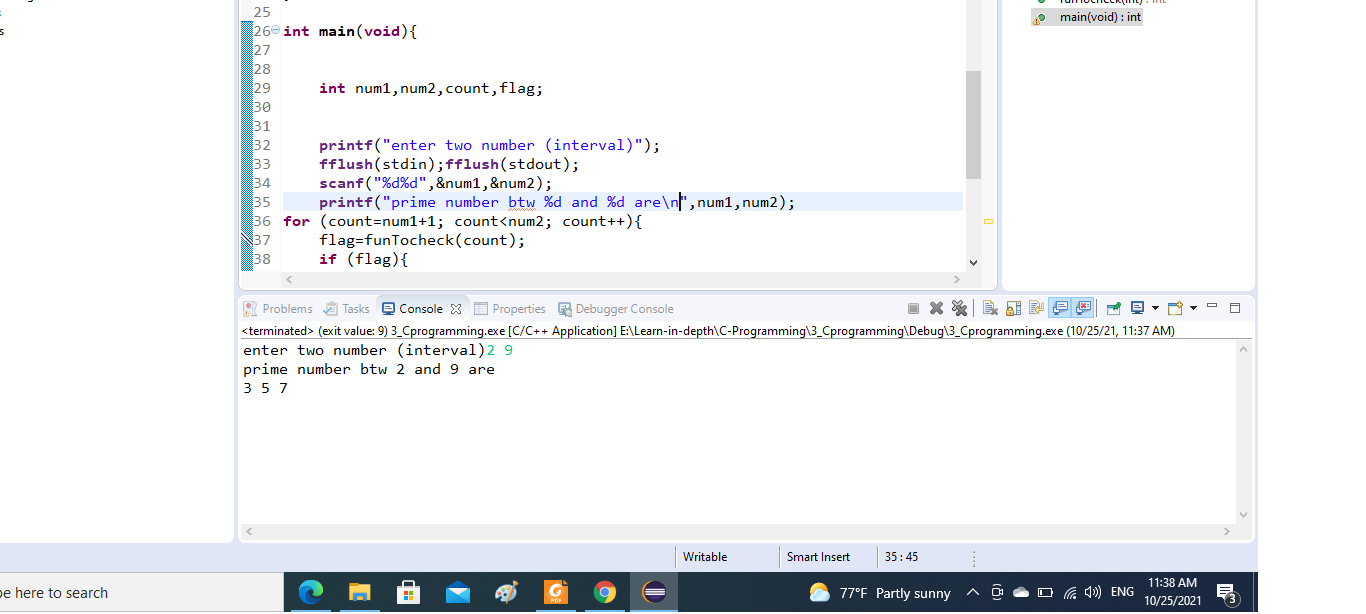 s
25
26 int main(void){
27
28
29 int num1,num2,count,flag;
30
31
32 printf("enter two number (interval)");
33 fflush(stdin);fflush(stdout);
34 scanf("%d%d",&num1,&num2);
35 printf("prime number btw %d and %d are\n",num1,num2);
36 for (count=num1+1; count<num2; count++){
37 flag=funTocheck(count);
38 if (flag){
main(void) : int
Problems Tasks Console Properties Debugger Console
<terminated> (exit value: 9) 3_Cprogramming.exe [C/C++ Application] E:\Learn-in-depth\C-Programming\3_Cprogramming\Debug\3_Cprogramming.exe (10/25/21, 11:37 AM)
enter two number (interval)2 9
prime number btw 2 and 9 are
3 5 7
Writable Smart Insert 35 : 45
e here to search
77°F Partly sunny ENG
11:38 AM
10/25/2021
3